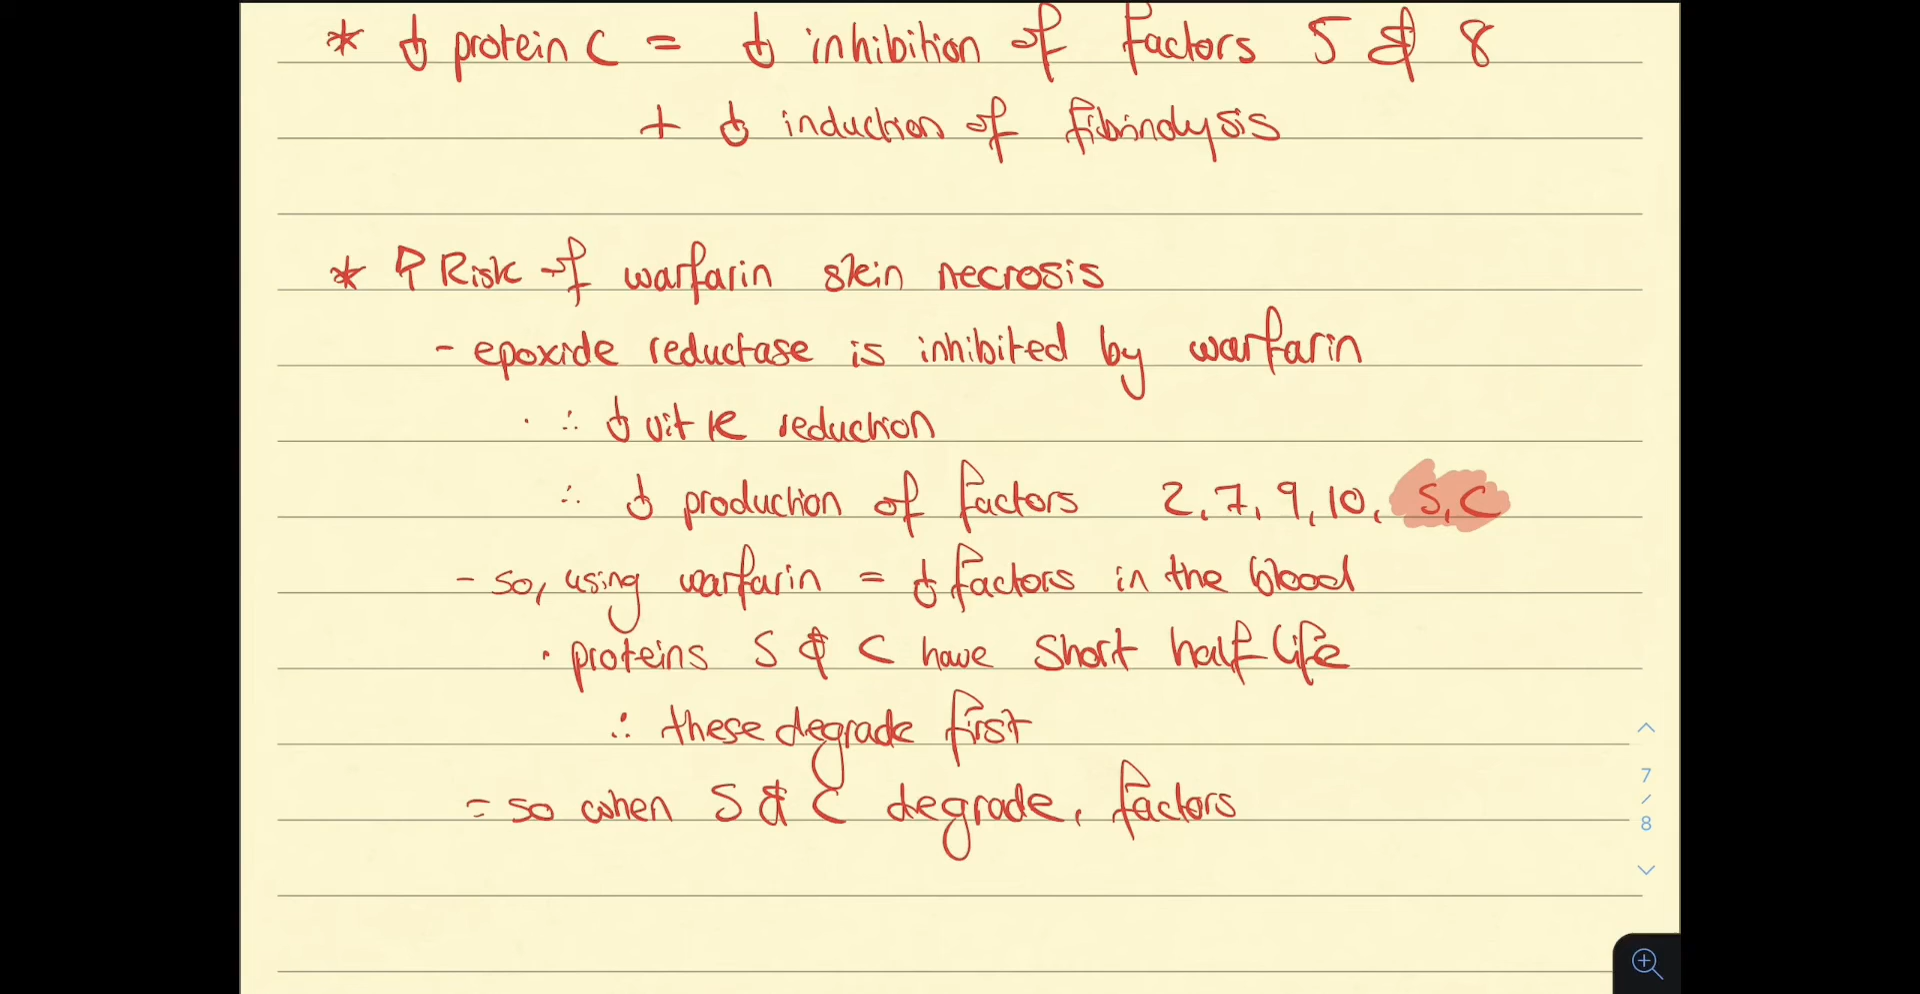 * ↓ protein C = ↓ inhibition of factors 5 & 8
+ ↓ induction of fibrinolysis
* ↑ Risk of warfarin skin necrosis
- epoxide reductase is inhibited by warfarin
∴ ↓ vit K reduction
∴ ↓ production of factors 2, 7, 9, 10, S, C
- so, using warfarin = ↓ factors in the blood
· proteins S & C have short half life
∴ these degrade first
= so when S & C degrade, factors
7
/
8